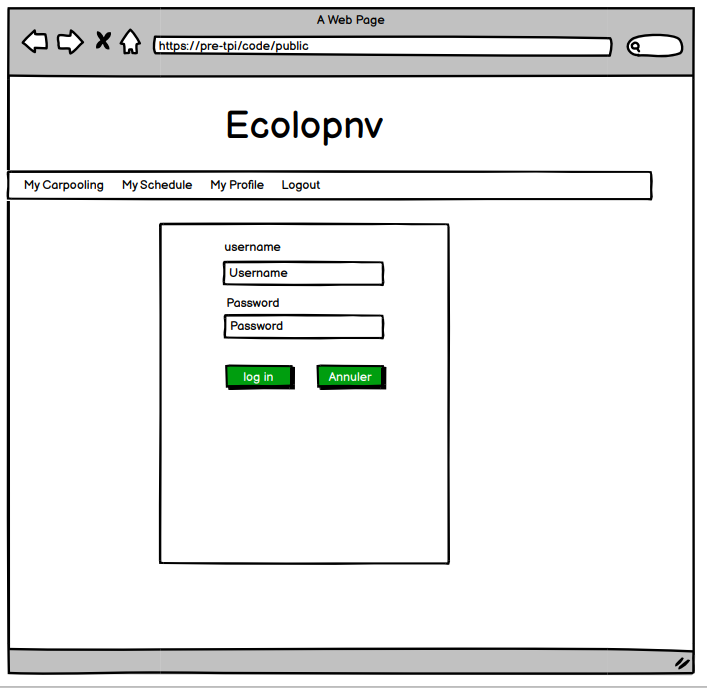 A Web Page
https://pre-tpi/code/public
Ecolopnv
My Carpooling My Schedule My Profile Logout
username
Username
Password
Password
log in Annuler